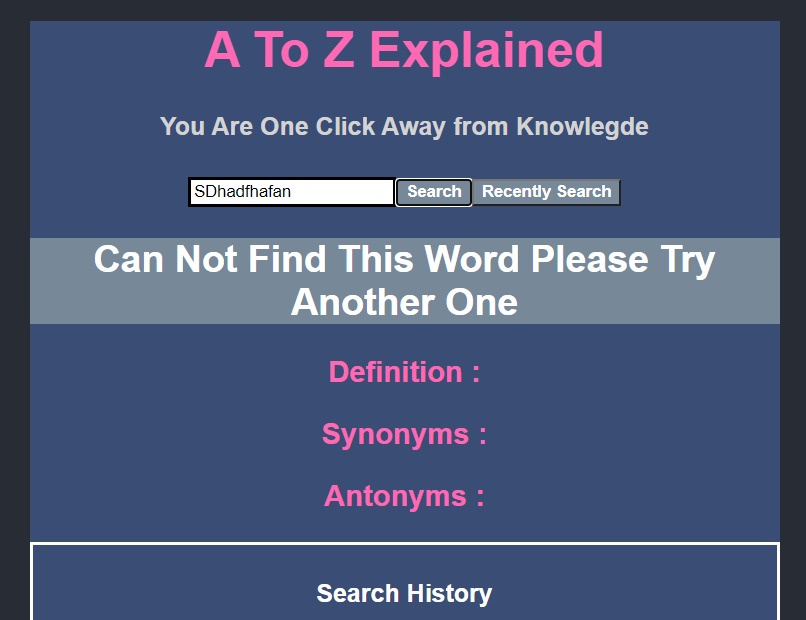 A To Z Explained
You Are One Click Away from Knowlegde
SDhadfhafan Search Recently Search
Can Not Find This Word Please Try
Another One
Definition :
Synonyms :
Antonyms :
Search History